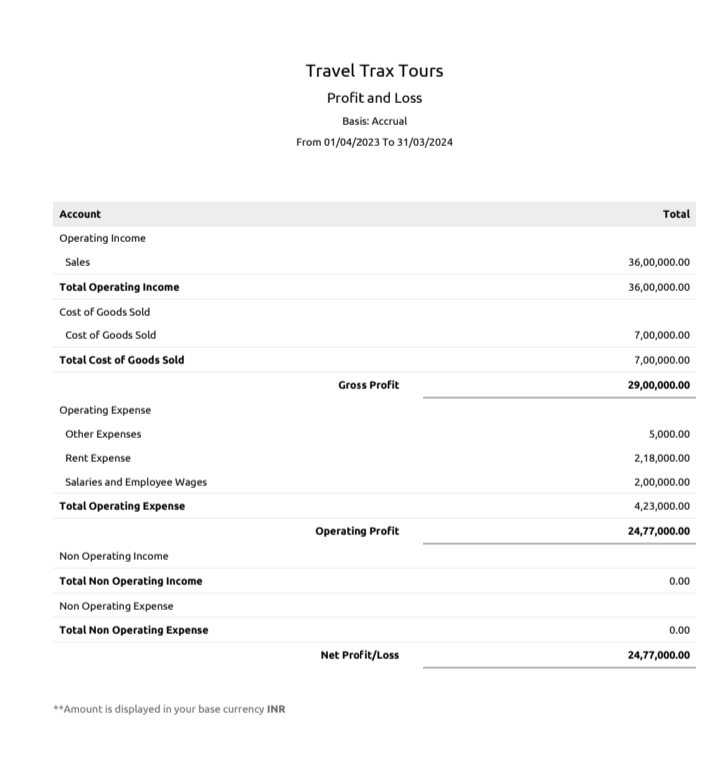 Travel Trax Tours
Profit and Loss
Basis: Accrual
From 01/04/2023 To 31/03/2024
Account Total
Operating Income
Sales 36,00,000.00
Total Operating Income 36,00,000.00
Cost of Goods Sold
Cost of Goods Sold 7,00,000.00
Total Cost of Goods Sold 7,00,000.00
Gross Profit 29,00,000.00
Operating Expense
Other Expenses 5,000.00
Rent Expense 2,18,000.00
Salaries and Employee Wages 2,00,000.00
Total Operating Expense 4,23,000.00
Operating Profit 24,77,000.00
Non Operating Income
Total Non Operating Income 0.00
Non Operating Expense
Total Non Operating Expense 0.00
Net Profit/Loss 24,77,000.00
**Amount is displayed in your base currency INR